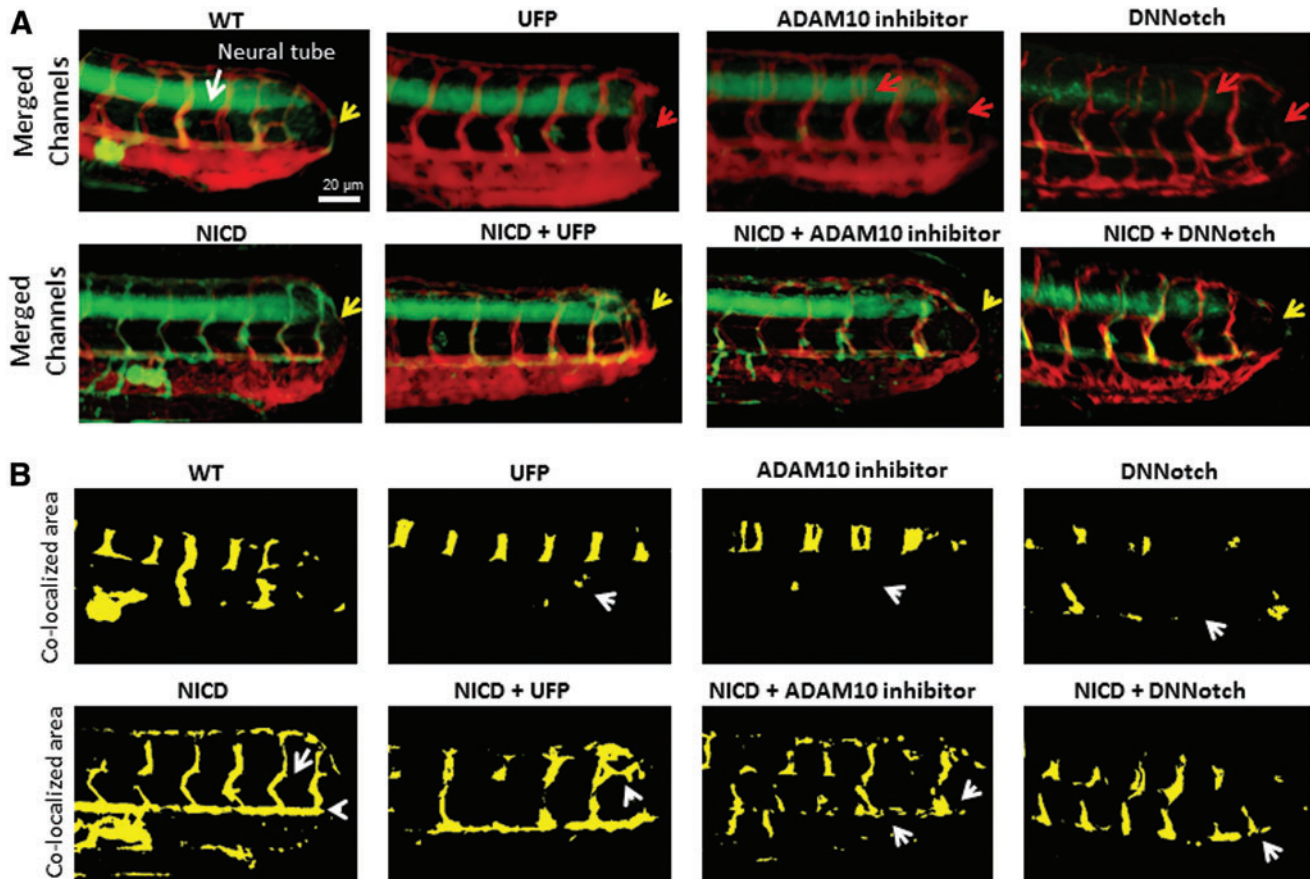 A
WT
UFP
ADAM10 inhibitor
DNNotch
Merged Channels
Neural tube
20 µm
NICD
NICD + UFP
NICD + ADAM10 inhibitor
NICD + DNNotch
Merged Channels
B
WT
UFP
ADAM10 inhibitor
DNNotch
Co-localized area
NICD
NICD + UFP
NICD + ADAM10 inhibitor
NICD + DNNotch
Co-localized area